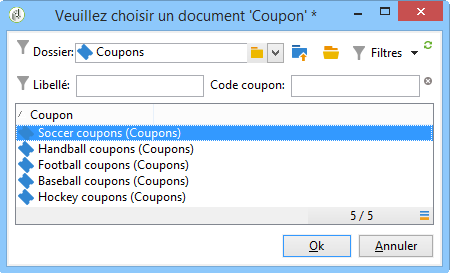 Veuillez choisir un document 'Coupon' *
Dossier: Coupons Filtres
Libellé: Code coupon:
Coupon
Soccer coupons (Coupons)
Handball coupons (Coupons)
Football coupons (Coupons)
Baseball coupons (Coupons)
Hockey coupons (Coupons)
5 / 5
Ok Annuler